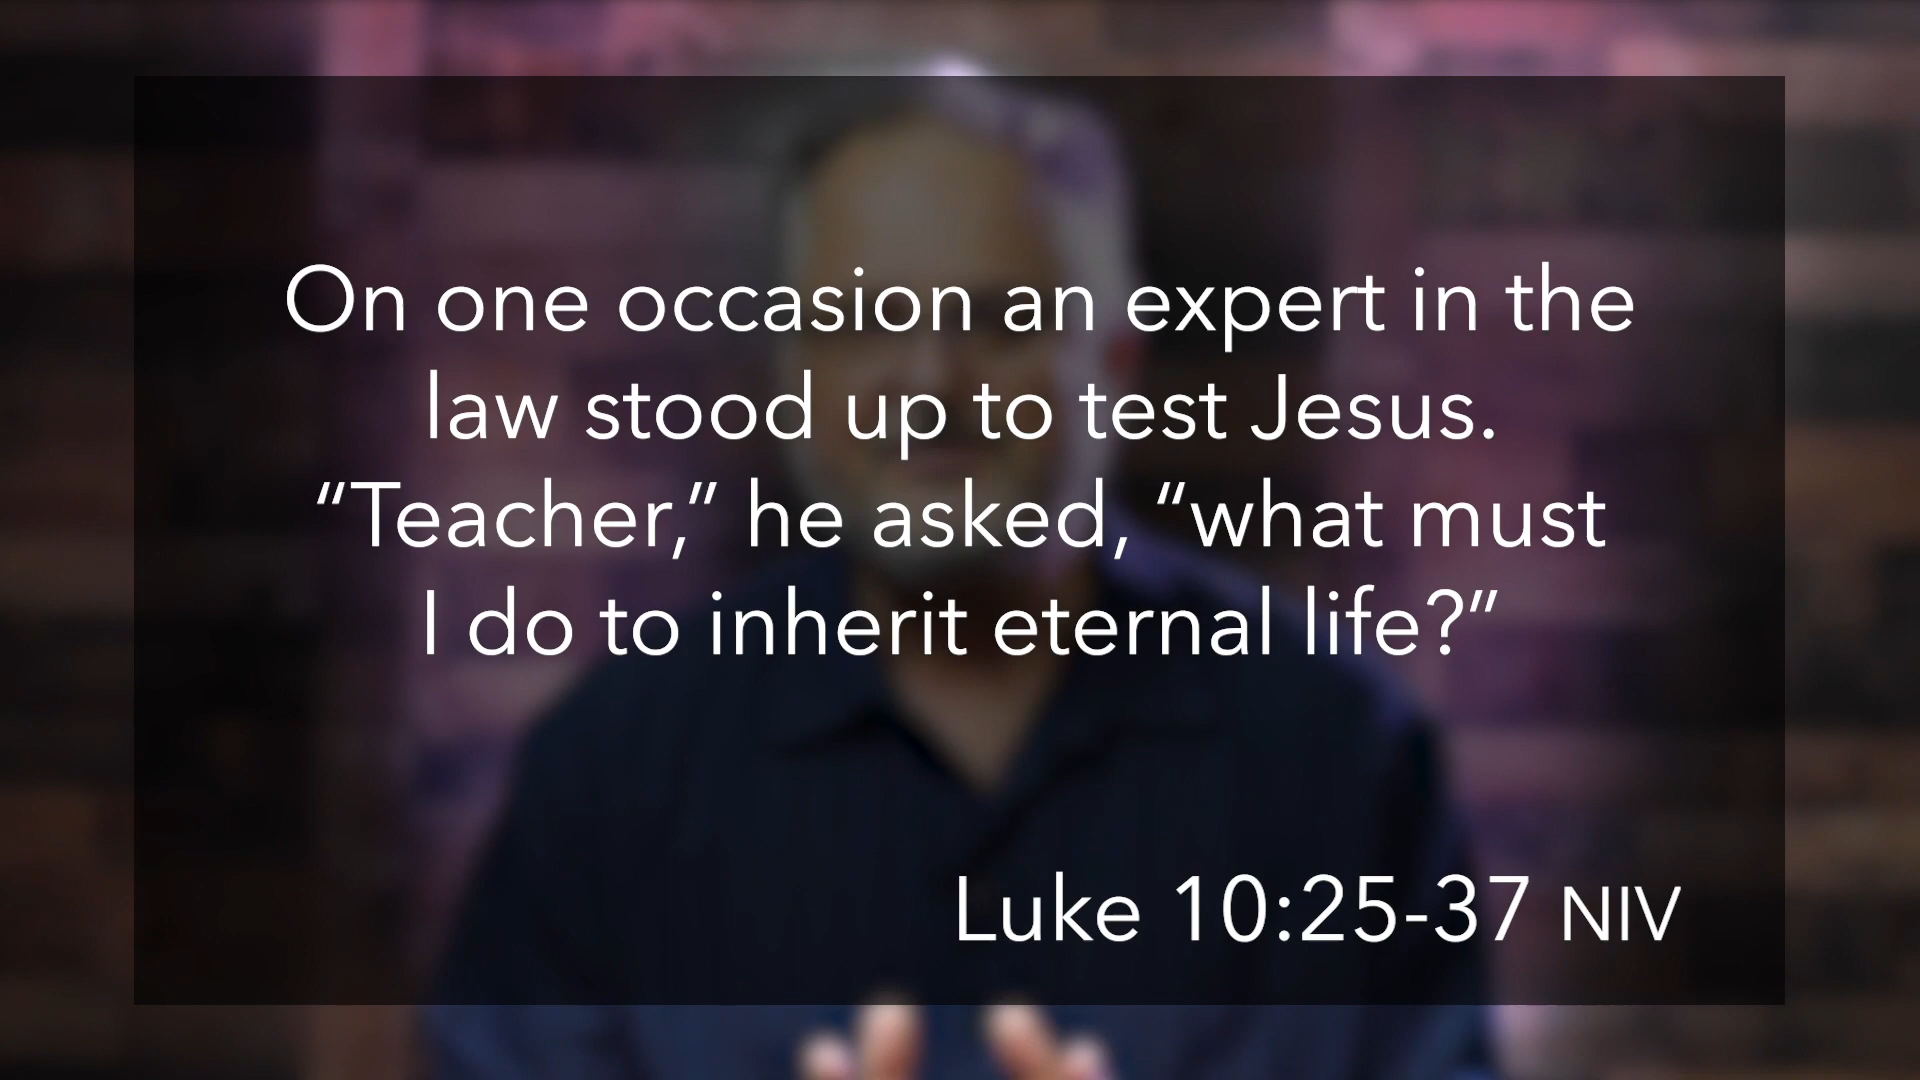 On one occasion an expert in the
law stood up to test Jesus.
“Teacher,” he asked, “what must
I do to inherit eternal life?”
Luke 10:25-37 NIV